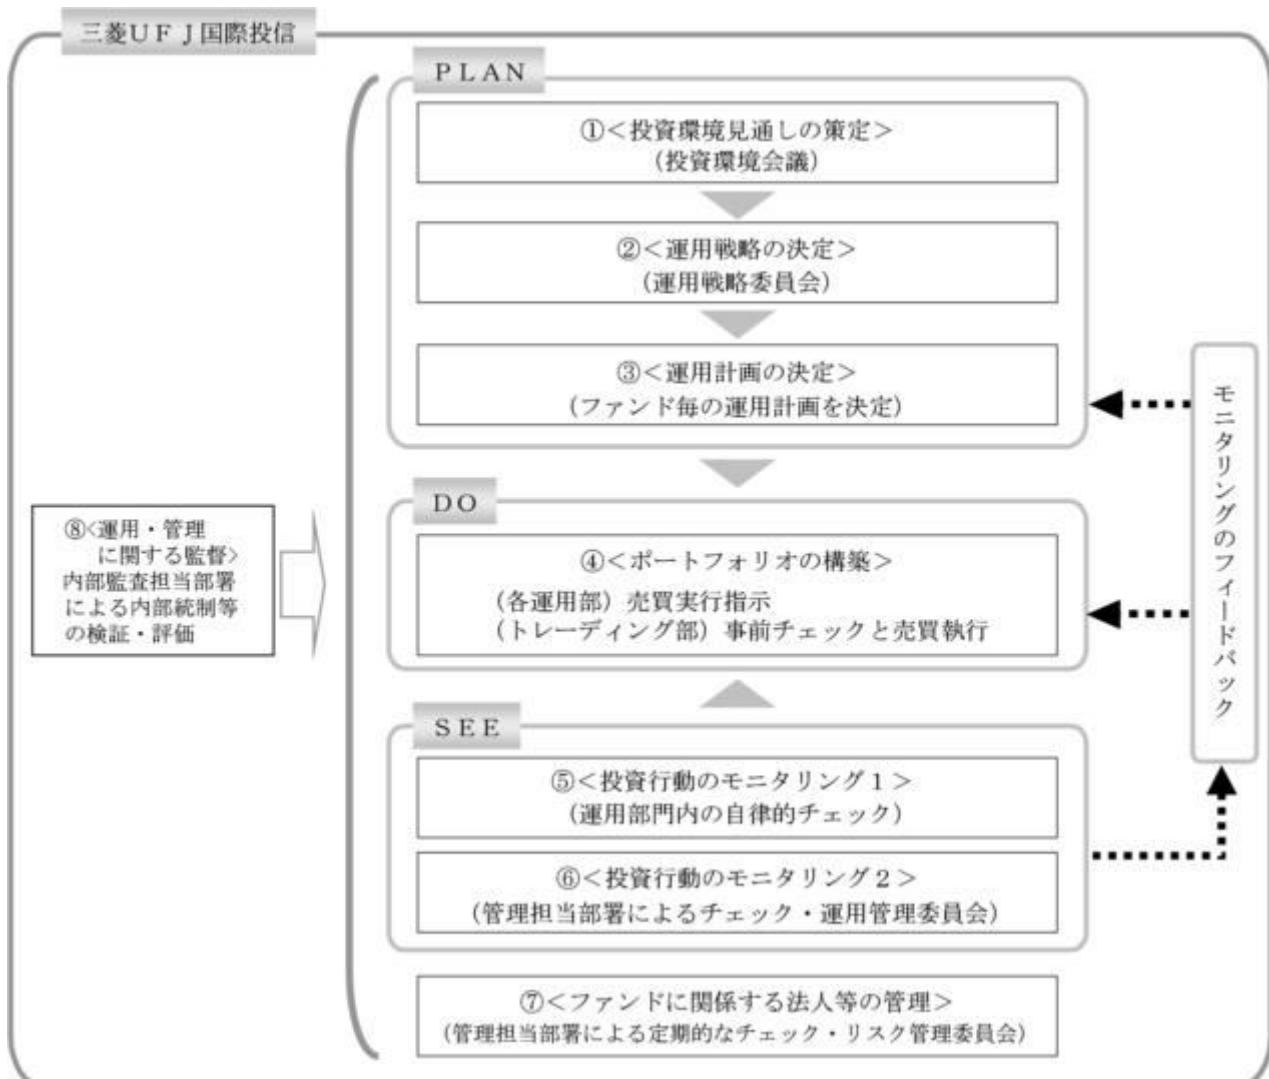 三菱ＵＦＪ国際投信
ＰＬＡＮ
①＜投資環境見通しの策定＞
（投資環境会議）
②＜運用戦略の決定＞
（運用戦略委員会）
③＜運用計画の決定＞
（ファンド毎の運用計画を決定）
ＤＯ
④＜ポートフォリオの構築＞
（各運用部）売買実行指示
（トレーディング部）事前チェックと売買執行
ＳＥＥ
⑤＜投資行動のモニタリング１＞
（運用部門内の自律的チェック）
⑥＜投資行動のモニタリング２＞
（管理担当部署によるチェック・運用管理委員会）
⑦＜ファンドに関係する法人等の管理＞
（管理担当部署による定期的なチェック・リスク管理委員会）
⑧<運用・管理
に関する監督>
内部監査担当部署
による内部統制等
の検証・評価
モニタリングのフィードバック